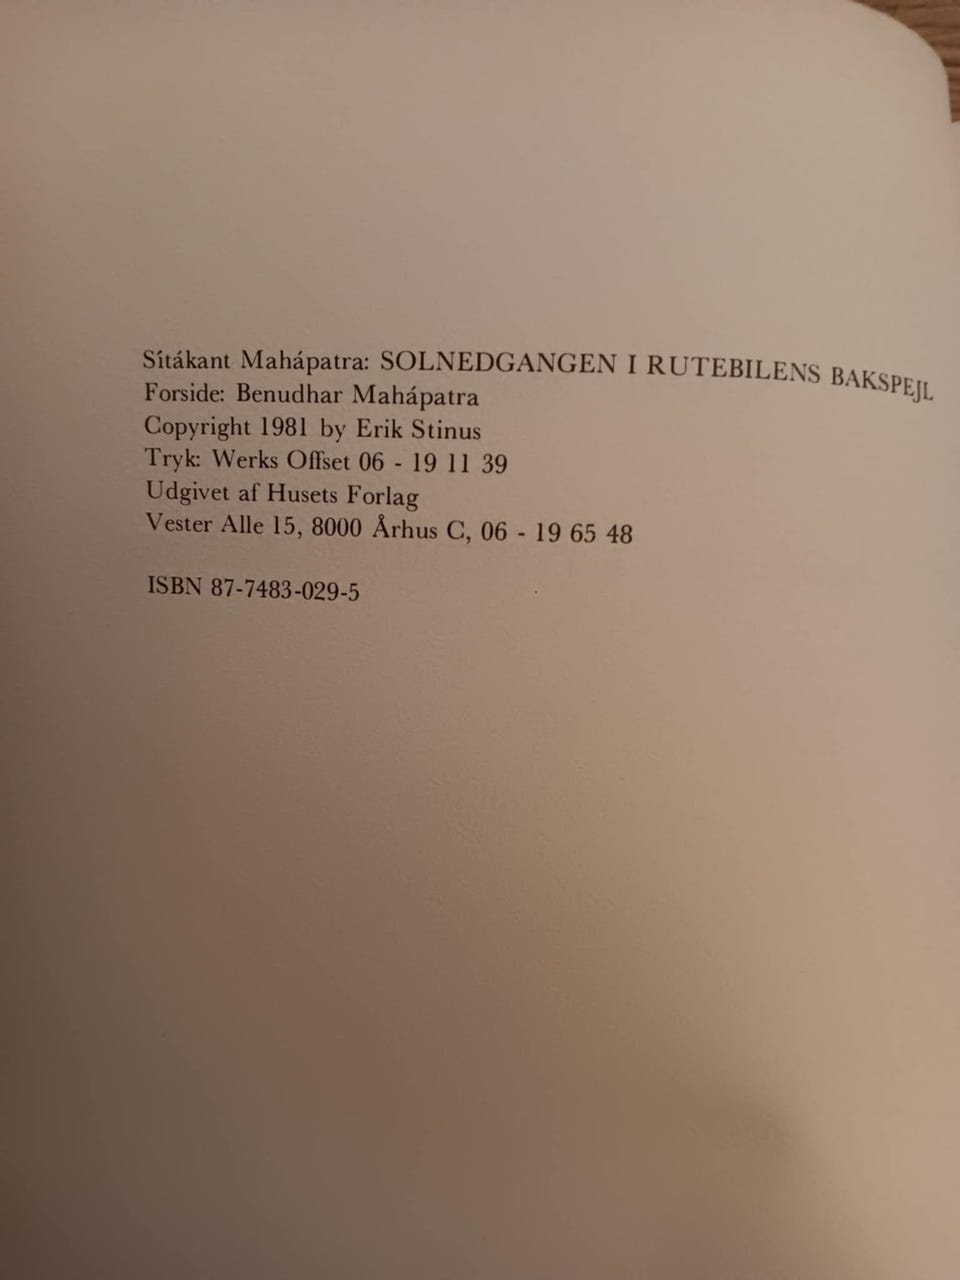 Sítákant Mahápatra: SOLNEDGANGEN I RUTEBILENS BAKSPEJL
Forside: Benudhar Mahápatra
Copyright 1981 by Erik Stinus
Tryk: Werks Offset 06 - 19 11 39
Udgivet af Husets Forlag
Vester Alle 15, 8000 Århus C, 06 - 19 65 48
ISBN 87-7483-029-5